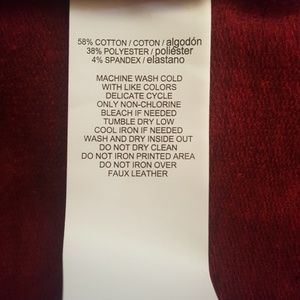 58% COTTON / COTON / algodón
38% POLYESTER / poliéster
4% SPANDEX / elastano
MACHINE WASH COLD
WITH LIKE COLORS
DELICATE CYCLE
ONLY NON-CHLORINE
BLEACH IF NEEDED
TUMBLE DRY LOW
COOL IRON IF NEEDED
WASH AND DRY INSIDE OUT
DO NOT DRY CLEAN
DO NOT IRON PRINTED AREA
DO NOT IRON OVER
FAUX LEATHER